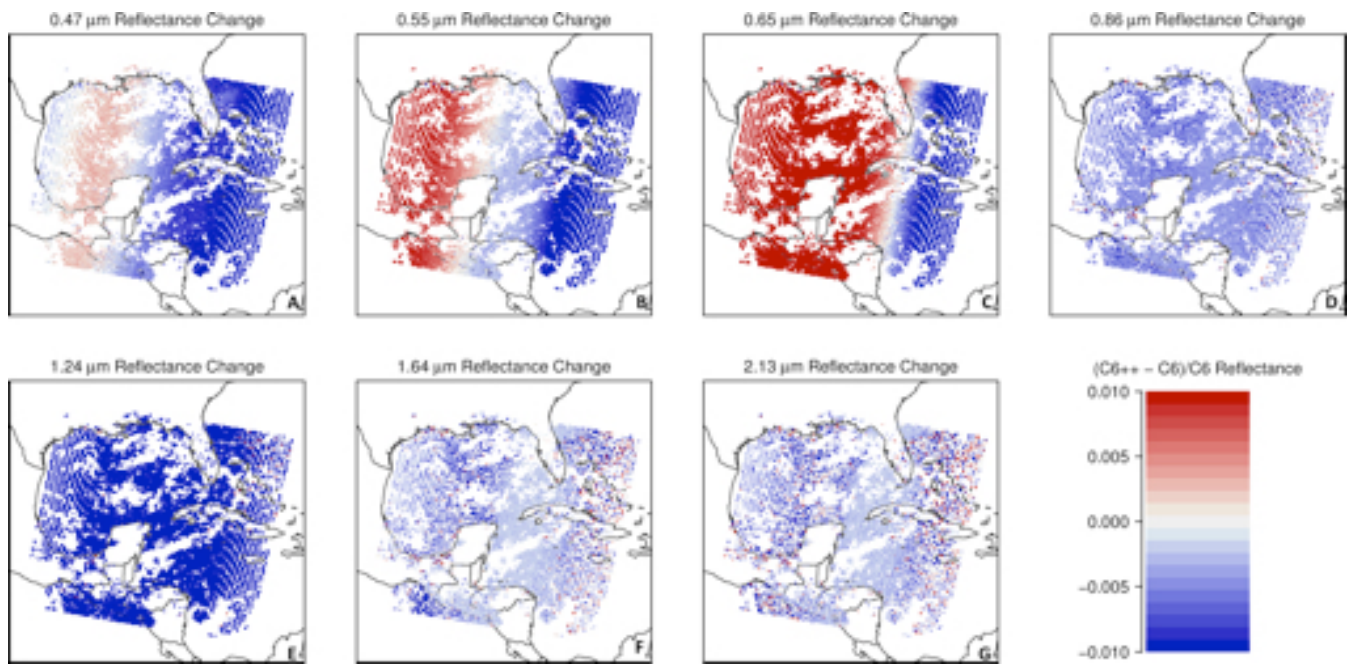 0.47 μm Reflectance Change
0.55 μm Reflectance Change
0.65 μm Reflectance Change
0.86 μm Reflectance Change
A
B
C
D
1.24 μm Reflectance Change
1.64 μm Reflectance Change
2.13 μm Reflectance Change
(C6++ − C6)/C6 Reflectance
0.010
0.005
0.000
−0.005
−0.010
E
F
G